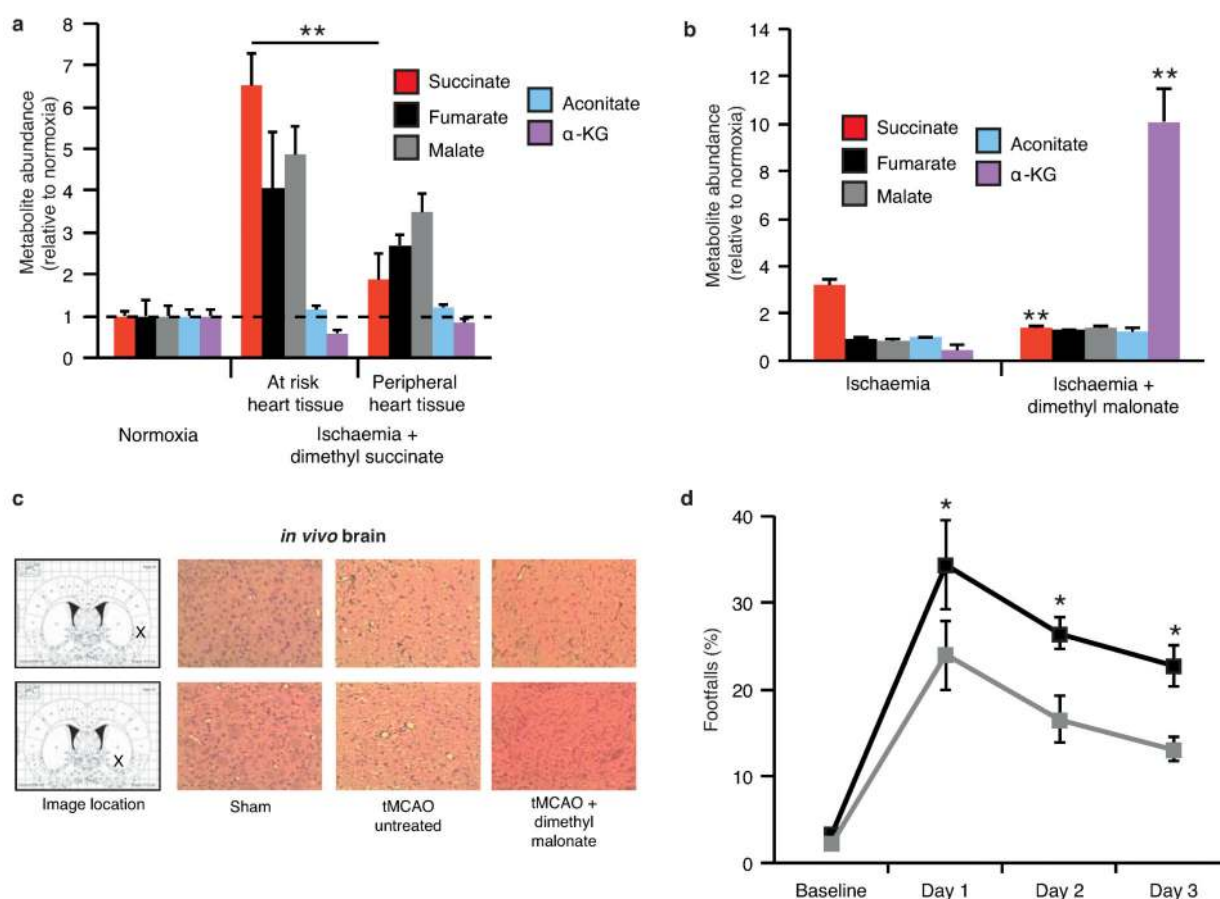 a
**
8
7
6
5
4
3
2
1
0
Metabolite abundance
(relative to normoxia)
Succinate
Fumarate
Malate
Aconitate
α-KG
Normoxia
At risk
heart tissue
Peripheral
heart tissue
Ischaemia +
dimethyl succinate
b
14
12
10
8
6
4
2
0
Metabolite abundance
(relative to normoxia)
Succinate
Fumarate
Malate
Aconitate
α-KG
**
**
Ischaemia
Ischaemia +
dimethyl malonate
c
in vivo brain
X
X
Image location
Sham
tMCAO
untreated
tMCAO +
dimethyl
malonate
d
40
30
20
10
0
Footfalls (%)
*
*
*
Baseline
Day 1
Day 2
Day 3